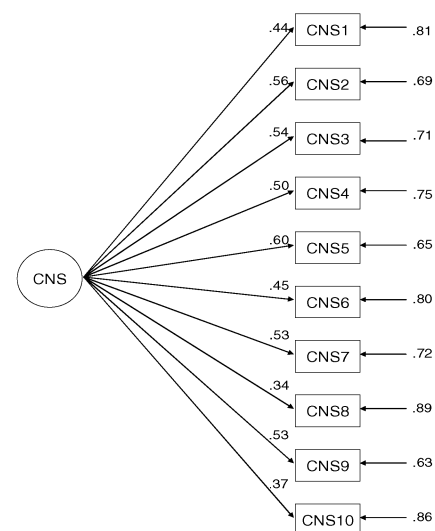 .44 CNS1 .81
.56 CNS2 .69
.54 CNS3 .71
.50 CNS4 .75
.60 CNS5 .65
CNS
.45 CNS6 .80
.53 CNS7 .72
.34 CNS8 .89
.53 CNS9 .63
.37 CNS10 .86